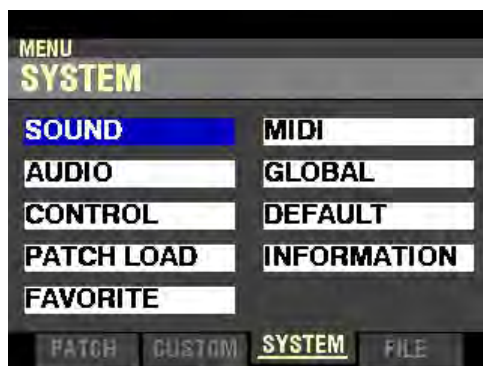 MENU
SYSTEM
SOUND
AUDIO
CONTROL
PATCH LOAD
FAVORITE
MIDI
GLOBAL
DEFAULT
INFORMATION
PATCH CUSTOM SYSTEM FILE